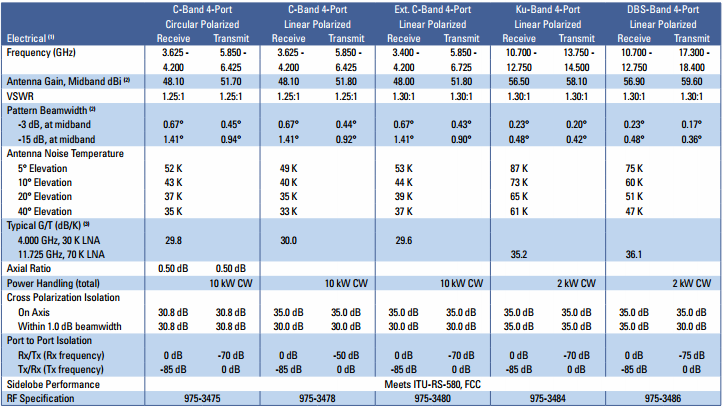 C-Band 4-Port C-Band 4-Port Ext. C-Band 4-Port Ku-Band 4-Port DBS-Band 4-Port
Circular Polarized Linear Polarized Linear Polarized Linear Polarized Linear Polarized
Electrical (1) Receive Transmit Receive Transmit Receive Transmit Receive Transmit Receive Transmit
Frequency (GHz) 3.625 - 5.850 - 3.625 - 5.850 - 3.400 - 5.850 - 10.700 - 13.750 - 10.700 - 17.300 -
4.200 6.425 4.200 6.425 4.200 6.725 12.750 14.500 12.750 18.400
Antenna Gain, Midband dBi (2) 48.10 51.70 48.10 51.80 48.00 51.80 56.50 58.10 56.90 59.60
VSWR 1.25:1 1.25:1 1.25:1 1.25:1 1.30:1 1.30:1 1.30:1 1.30:1 1.30:1 1.30:1
Pattern Beamwidth (2)
-3 dB, at midband 0.67° 0.45° 0.67° 0.44° 0.67° 0.43° 0.23° 0.20° 0.23° 0.17°
-15 dB, at midband 1.41° 0.94° 1.41° 0.92° 1.41° 0.90° 0.48° 0.42° 0.48° 0.36°
Antenna Noise Temperature
5° Elevation 52 K 49 K 53 K 87 K 75 K
10° Elevation 43 K 40 K 44 K 73 K 60 K
20° Elevation 37 K 35 K 39 K 65 K 51 K
40° Elevation 35 K 33 K 37 K 61 K 47 K
Typical G/T (dB/K) (3)
4.000 GHz, 30 K LNA 29.8 30.0 29.6
11.725 GHz, 70 K LNA 35.2 36.1
Axial Ratio 0.50 dB 0.50 dB
Power Handling (total) 10 kW CW 10 kW CW 10 kW CW 2 kW CW 2 kW CW
Cross Polarization Isolation
On Axis 30.8 dB 30.8 dB 35.0 dB 35.0 dB 35.0 dB 35.0 dB 35.0 dB 35.0 dB 35.0 dB 35.0 dB
Within 1.0 dB beamwidth 30.8 dB 30.8 dB 35.0 dB 30.0 dB 30.0 dB 30.0 dB 35.0 dB 35.0 dB 35.0 dB 30.0 dB
Port to Port Isolation
Rx/Tx (Rx frequency) 0 dB -70 dB 0 dB -50 dB 0 dB -70 dB 0 dB -70 dB 0 dB -75 dB
Tx/Rx (Tx frequency) -85 dB 0 dB -85 dB 0 dB -85 dB 0 dB -85 dB 0 dB -85 dB 0 dB
Sidelobe Performance Meets ITU-RS-580, FCC
RF Specification 975-3475 975-3478 975-3480 975-3484 975-3486